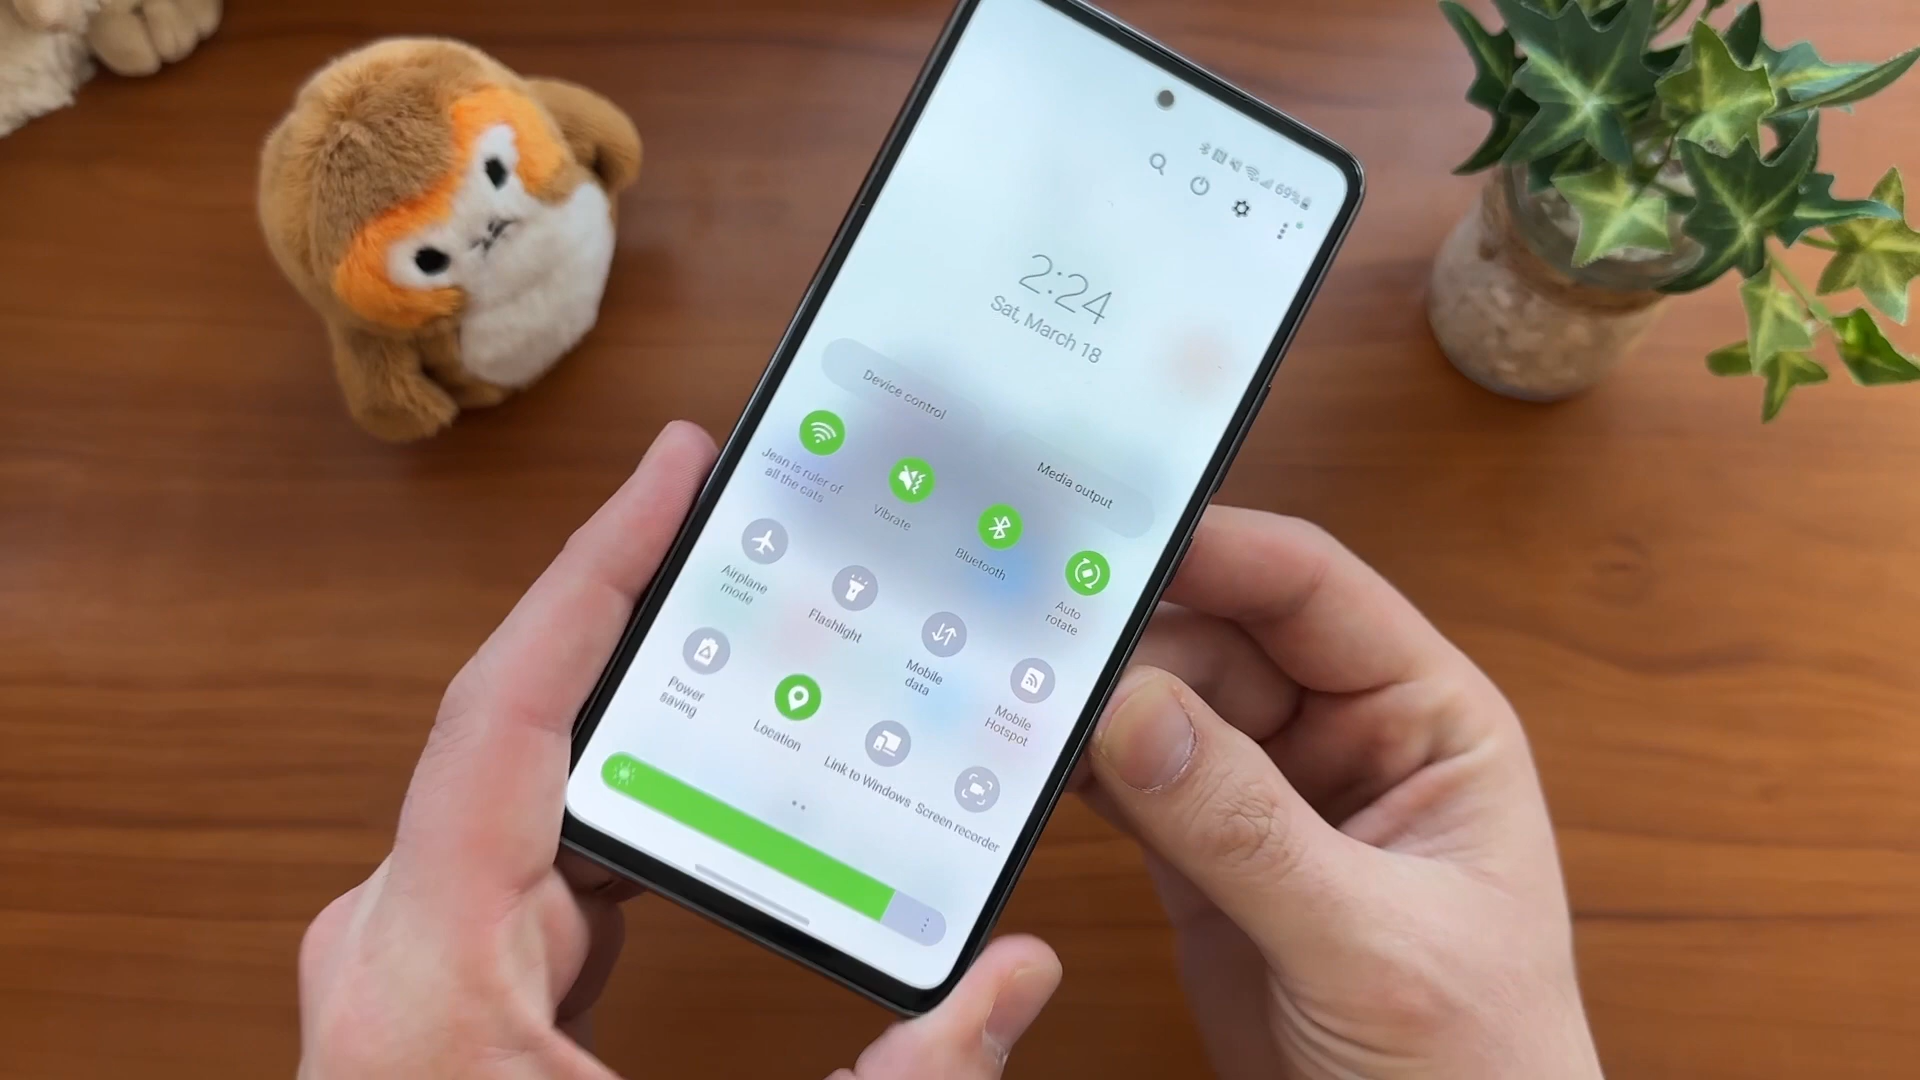 69%
2:24
Sat, March 18
Device control
Media output
Jean is ruler of
all the cats
Vibrate
Bluetooth
Auto
rotate
Airplane
mode
Flashlight
Mobile
data
Mobile
Hotspot
Power
saving
Location
Link to Windows
Screen recorder